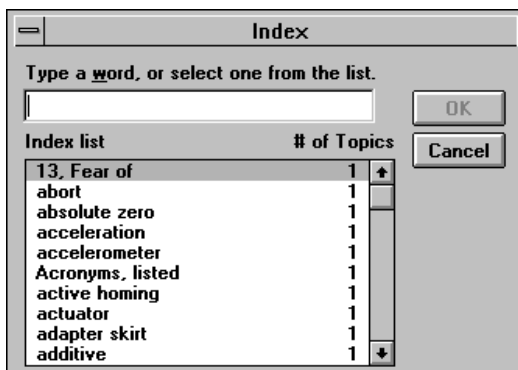 Index
Type a word, or select one from the list.
OK
Index list # of Topics
Cancel
13, Fear of 1
abort 1
absolute zero 1
acceleration 1
accelerometer 1
Acronyms, listed 1
active homing 1
actuator 1
adapter skirt 1
additive 1